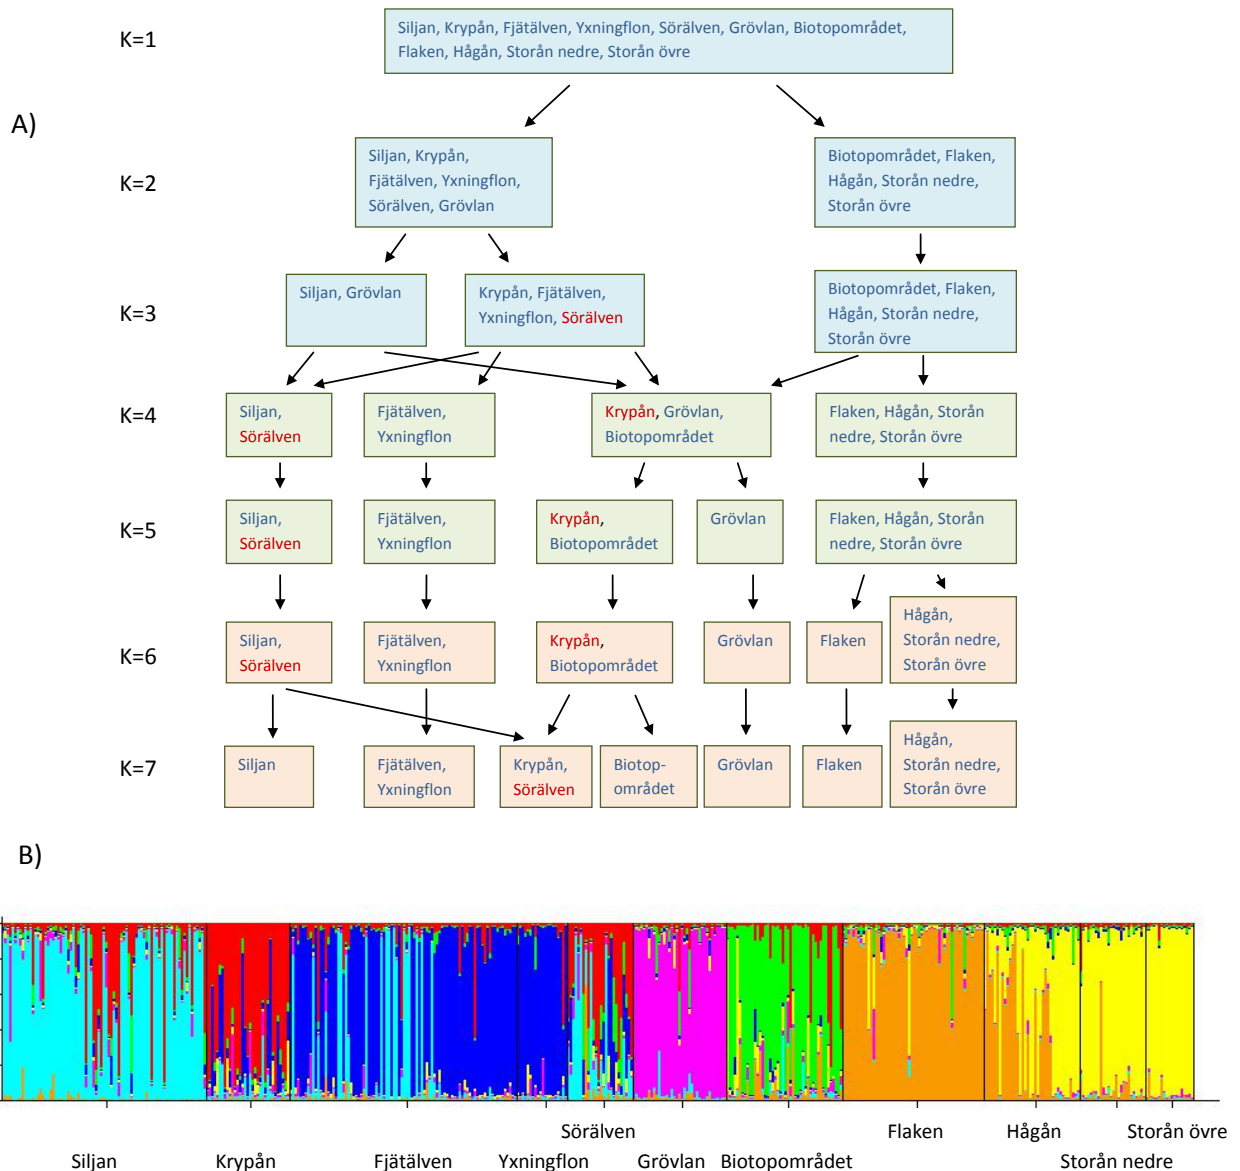 K=1
Siljan, Krypån, Fjätälven, Yxningflon, Sörälven, Grövlan, Biotopområdet,
Flaken, Hågån, Storån nedre, Storån övre
A)
K=2
Siljan, Krypån,
Fjätälven, Yxningflon,
Sörälven, Grövlan
Biotopområdet, Flaken,
Hågån, Storån nedre,
Storån övre
K=3
Siljan, Grövlan
Krypån, Fjätälven,
Yxningflon, Sörälven
Biotopområdet, Flaken,
Hågån, Storån nedre,
Storån övre
K=4
Siljan,
Sörälven
Fjätälven,
Yxningflon
Krypån, Grövlan,
Biotopområdet
Flaken, Hågån, Storån
nedre, Storån övre
K=5
Siljan,
Sörälven
Fjätälven,
Yxningflon
Krypån,
Biotopområdet
Grövlan
Flaken, Hågån, Storån
nedre, Storån övre
K=6
Siljan,
Sörälven
Fjätälven,
Yxningflon
Krypån,
Biotopområdet
Grövlan
Flaken
Hågån,
Storån nedre,
Storån övre
K=7
Siljan
Fjätälven,
Yxningflon
Krypån,
Sörälven
Biotop-
området
Grövlan
Flaken
Hågån,
Storån nedre,
Storån övre
B)
Sörälven Flaken Hågån Storån övre
Siljan Krypån Fjätälven Yxningflon Grövlan Biotopområdet Storån nedre